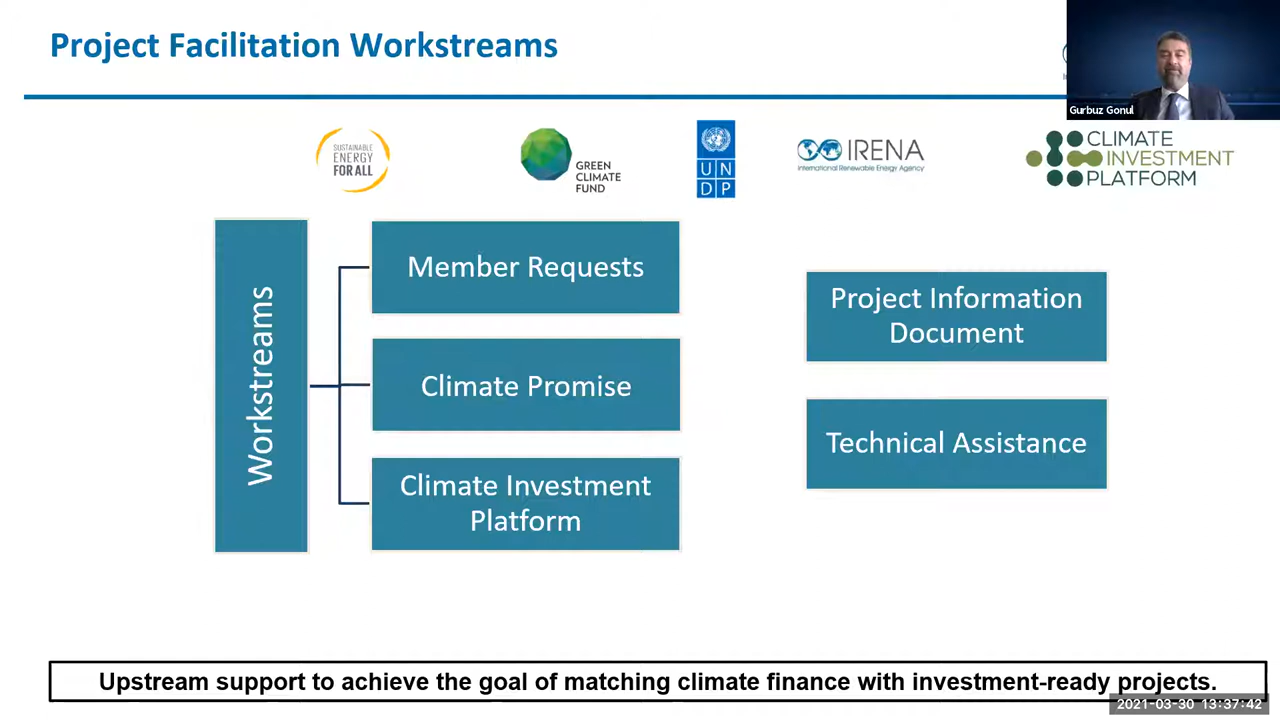 Project Facilitation Workstreams
Gurbuz Gonul
SUSTAINABLE
ENERGY
FOR ALL
GREEN
CLIMATE
FUND
U N
D P
IRENA
International Renewable Energy Agency
CLIMATE
INVESTMENT
PLATFORM
Workstreams
Member Requests
Climate Promise
Climate Investment
Platform
Project Information
Document
Technical Assistance
Upstream support to achieve the goal of matching climate finance with investment-ready projects.
2021-03-30 13:37:42